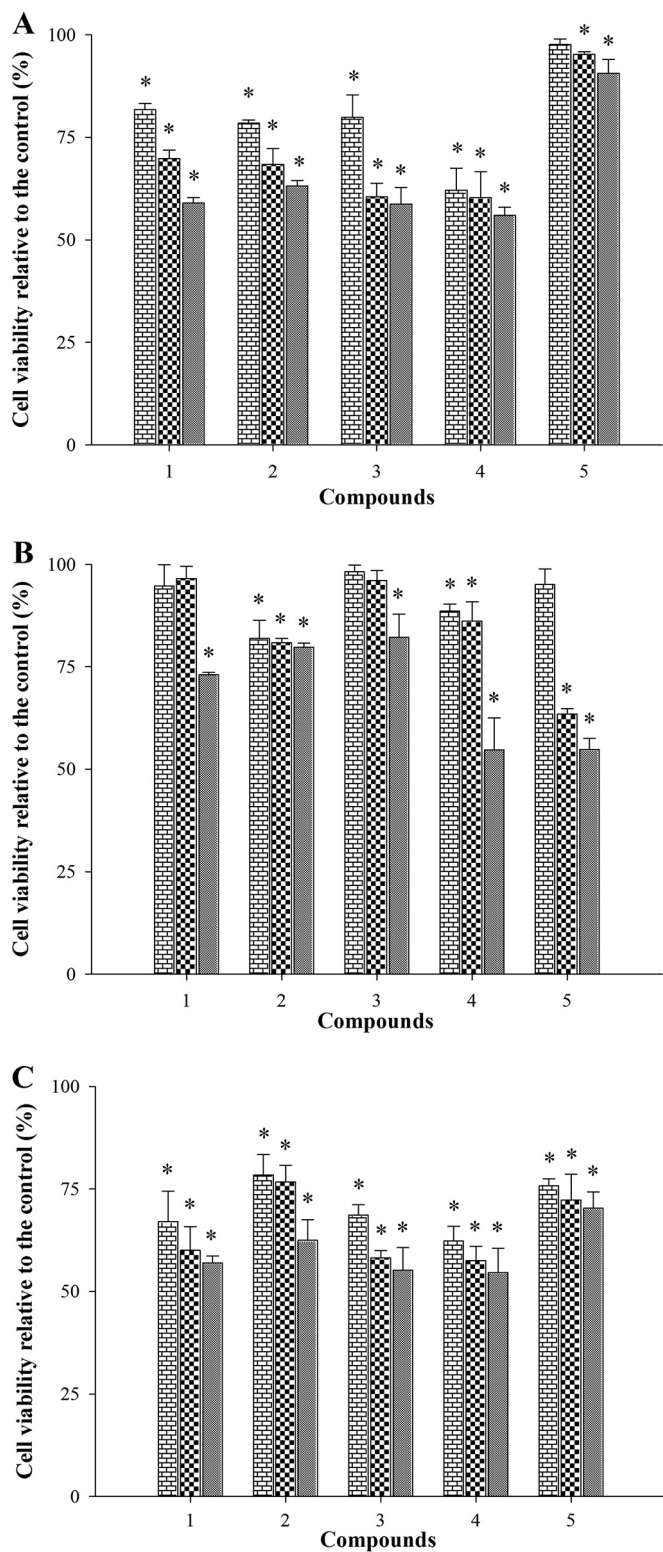 A
Cell viability relative to the control (%)
100
75
50
25
0
* * * * * * * * * * * * * *
1 2 3 4 5
Compounds
B
Cell viability relative to the control (%)
100
75
50
25
0
* * * * * * * * * *
1 2 3 4 5
Compounds
C
Cell viability relative to the control (%)
100
75
50
25
0
* * * * * * * * * * * * * * *
1 2 3 4 5
Compounds